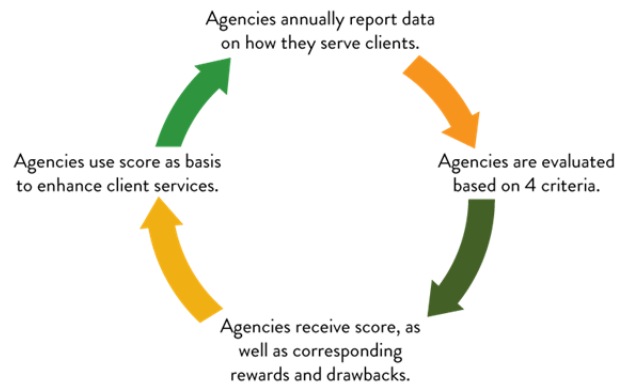 Agencies annually report data
on how they serve clients.
Agencies are evaluated
based on 4 criteria.
Agencies receive score, as
well as corresponding
rewards and drawbacks.
Agencies use score as basis
to enhance client services.